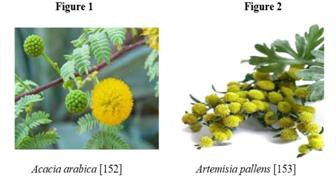 Figure 1
Figure 2
Acacia arabica [152]
Artemisia pallens [153]